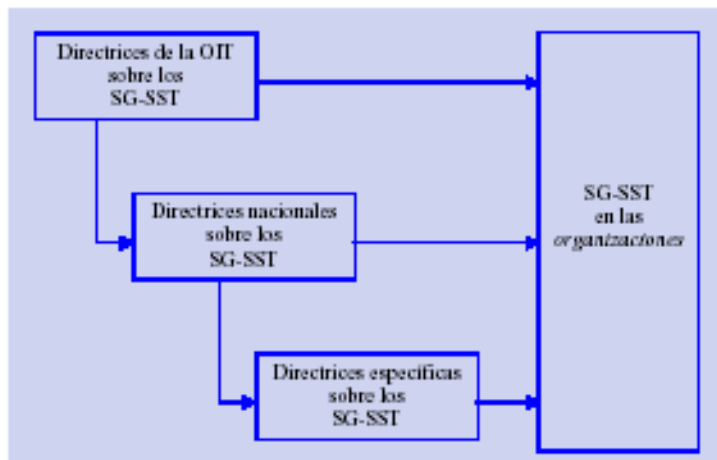 Directrices de la OIT
sobre los
SG-SST
Directrices nacionales
sobre los
SG-SST
Directrices específicas
sobre los
SG-SST
SG-SST
en las
organizaciones